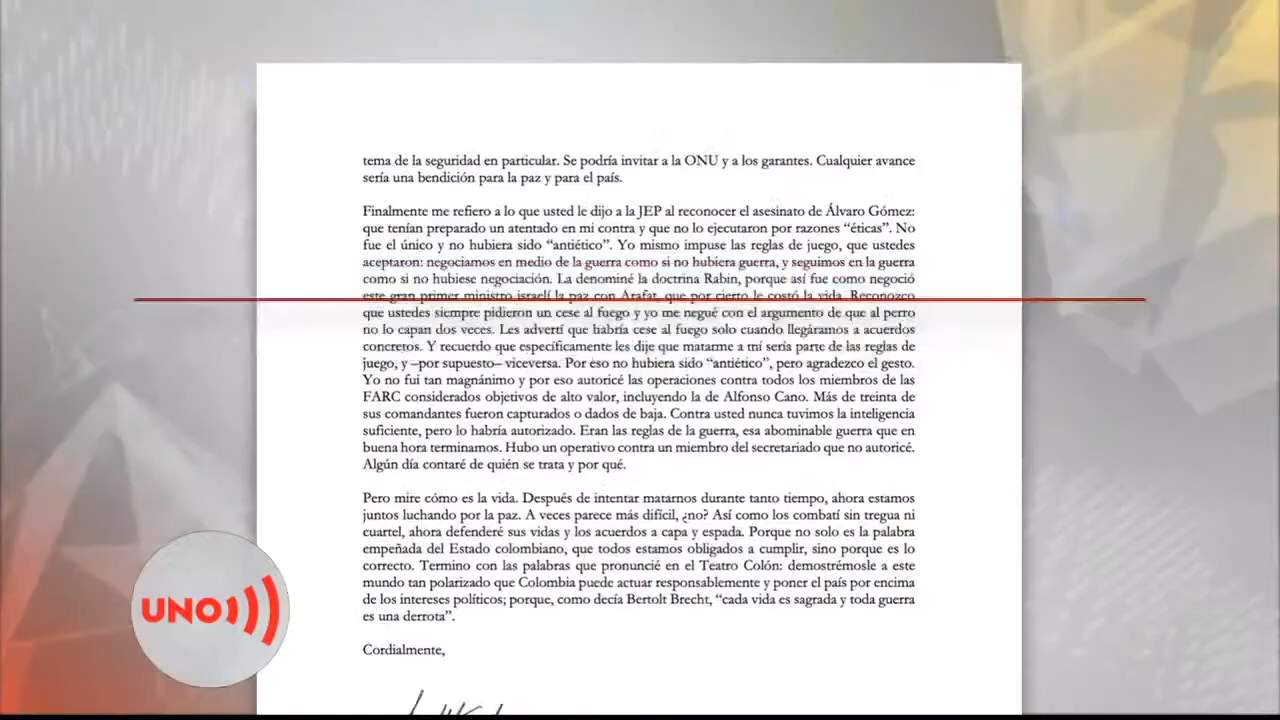 tema de la seguridad en particular. Se podría invitar a la ONU y a los garantes. Cualquier avance
sería una bendición para la paz y para el país.
Finalmente me refiero a lo que usted le dijo a la JEP al reconocer el asesinato de Álvaro Gómez:
que tenían preparado un atentado en mi contra y que no lo ejecutaron por razones “éticas”. No
fue el único y no hubiera sido “antiético”. Yo mismo impuse las reglas de juego, que ustedes
aceptaron: negociamos en medio de la guerra como si no hubiera guerra, y seguimos en la guerra
como si no hubiese negociación. La denominé la doctrina Rabin, porque así fue como negoció
este gran primer ministro israelí la paz con Arafat, que por cierto le costó la vida. Reconozco
que ustedes siempre pidieron un cese al fuego y yo me negué con el argumento de que al perro
no lo capan dos veces. Les advertí que habría cese al fuego solo cuando llegáramos a acuerdos
concretos. Y recuerdo que específicamente les dije que matarme a mí sería parte de las reglas de
juego, y –por supuesto– viceversa. Por eso no hubiera sido “antiético”, pero agradezco el gesto.
Yo no fui tan magnánimo y por eso autoricé las operaciones contra todos los miembros de las
FARC considerados objetivos de alto valor, incluyendo la de Alfonso Cano. Más de treinta de
sus comandantes fueron capturados o dados de baja. Contra usted nunca tuvimos la inteligencia
suficiente, pero lo habría autorizado. Eran las reglas de la guerra, esa abominable guerra que en
buena hora terminamos. Hubo un operativo contra un miembro del secretariado que no autoricé.
Algún día contaré de quién se trata y por qué.
Pero mire cómo es la vida. Después de intentar matarnos durante tanto tiempo, ahora estamos
juntos luchando por la paz. A veces parece más difícil, ¿no? Así como los combatí sin tregua ni
cuartel, ahora defenderé sus vidas y los acuerdos a capa y espada. Porque no solo es la palabra
empeñada del Estado colombiano, que todos estamos obligados a cumplir, sino porque es lo
correcto. Termino con las palabras que pronuncié en el Teatro Colón: demostrémosle a este
mundo tan polarizado que Colombia puede actuar responsablemente y poner el país por encima
de los intereses políticos; porque, como decía Bertolt Brecht, “cada vida es sagrada y toda guerra
es una derrota”.
Cordialmente,
UNO